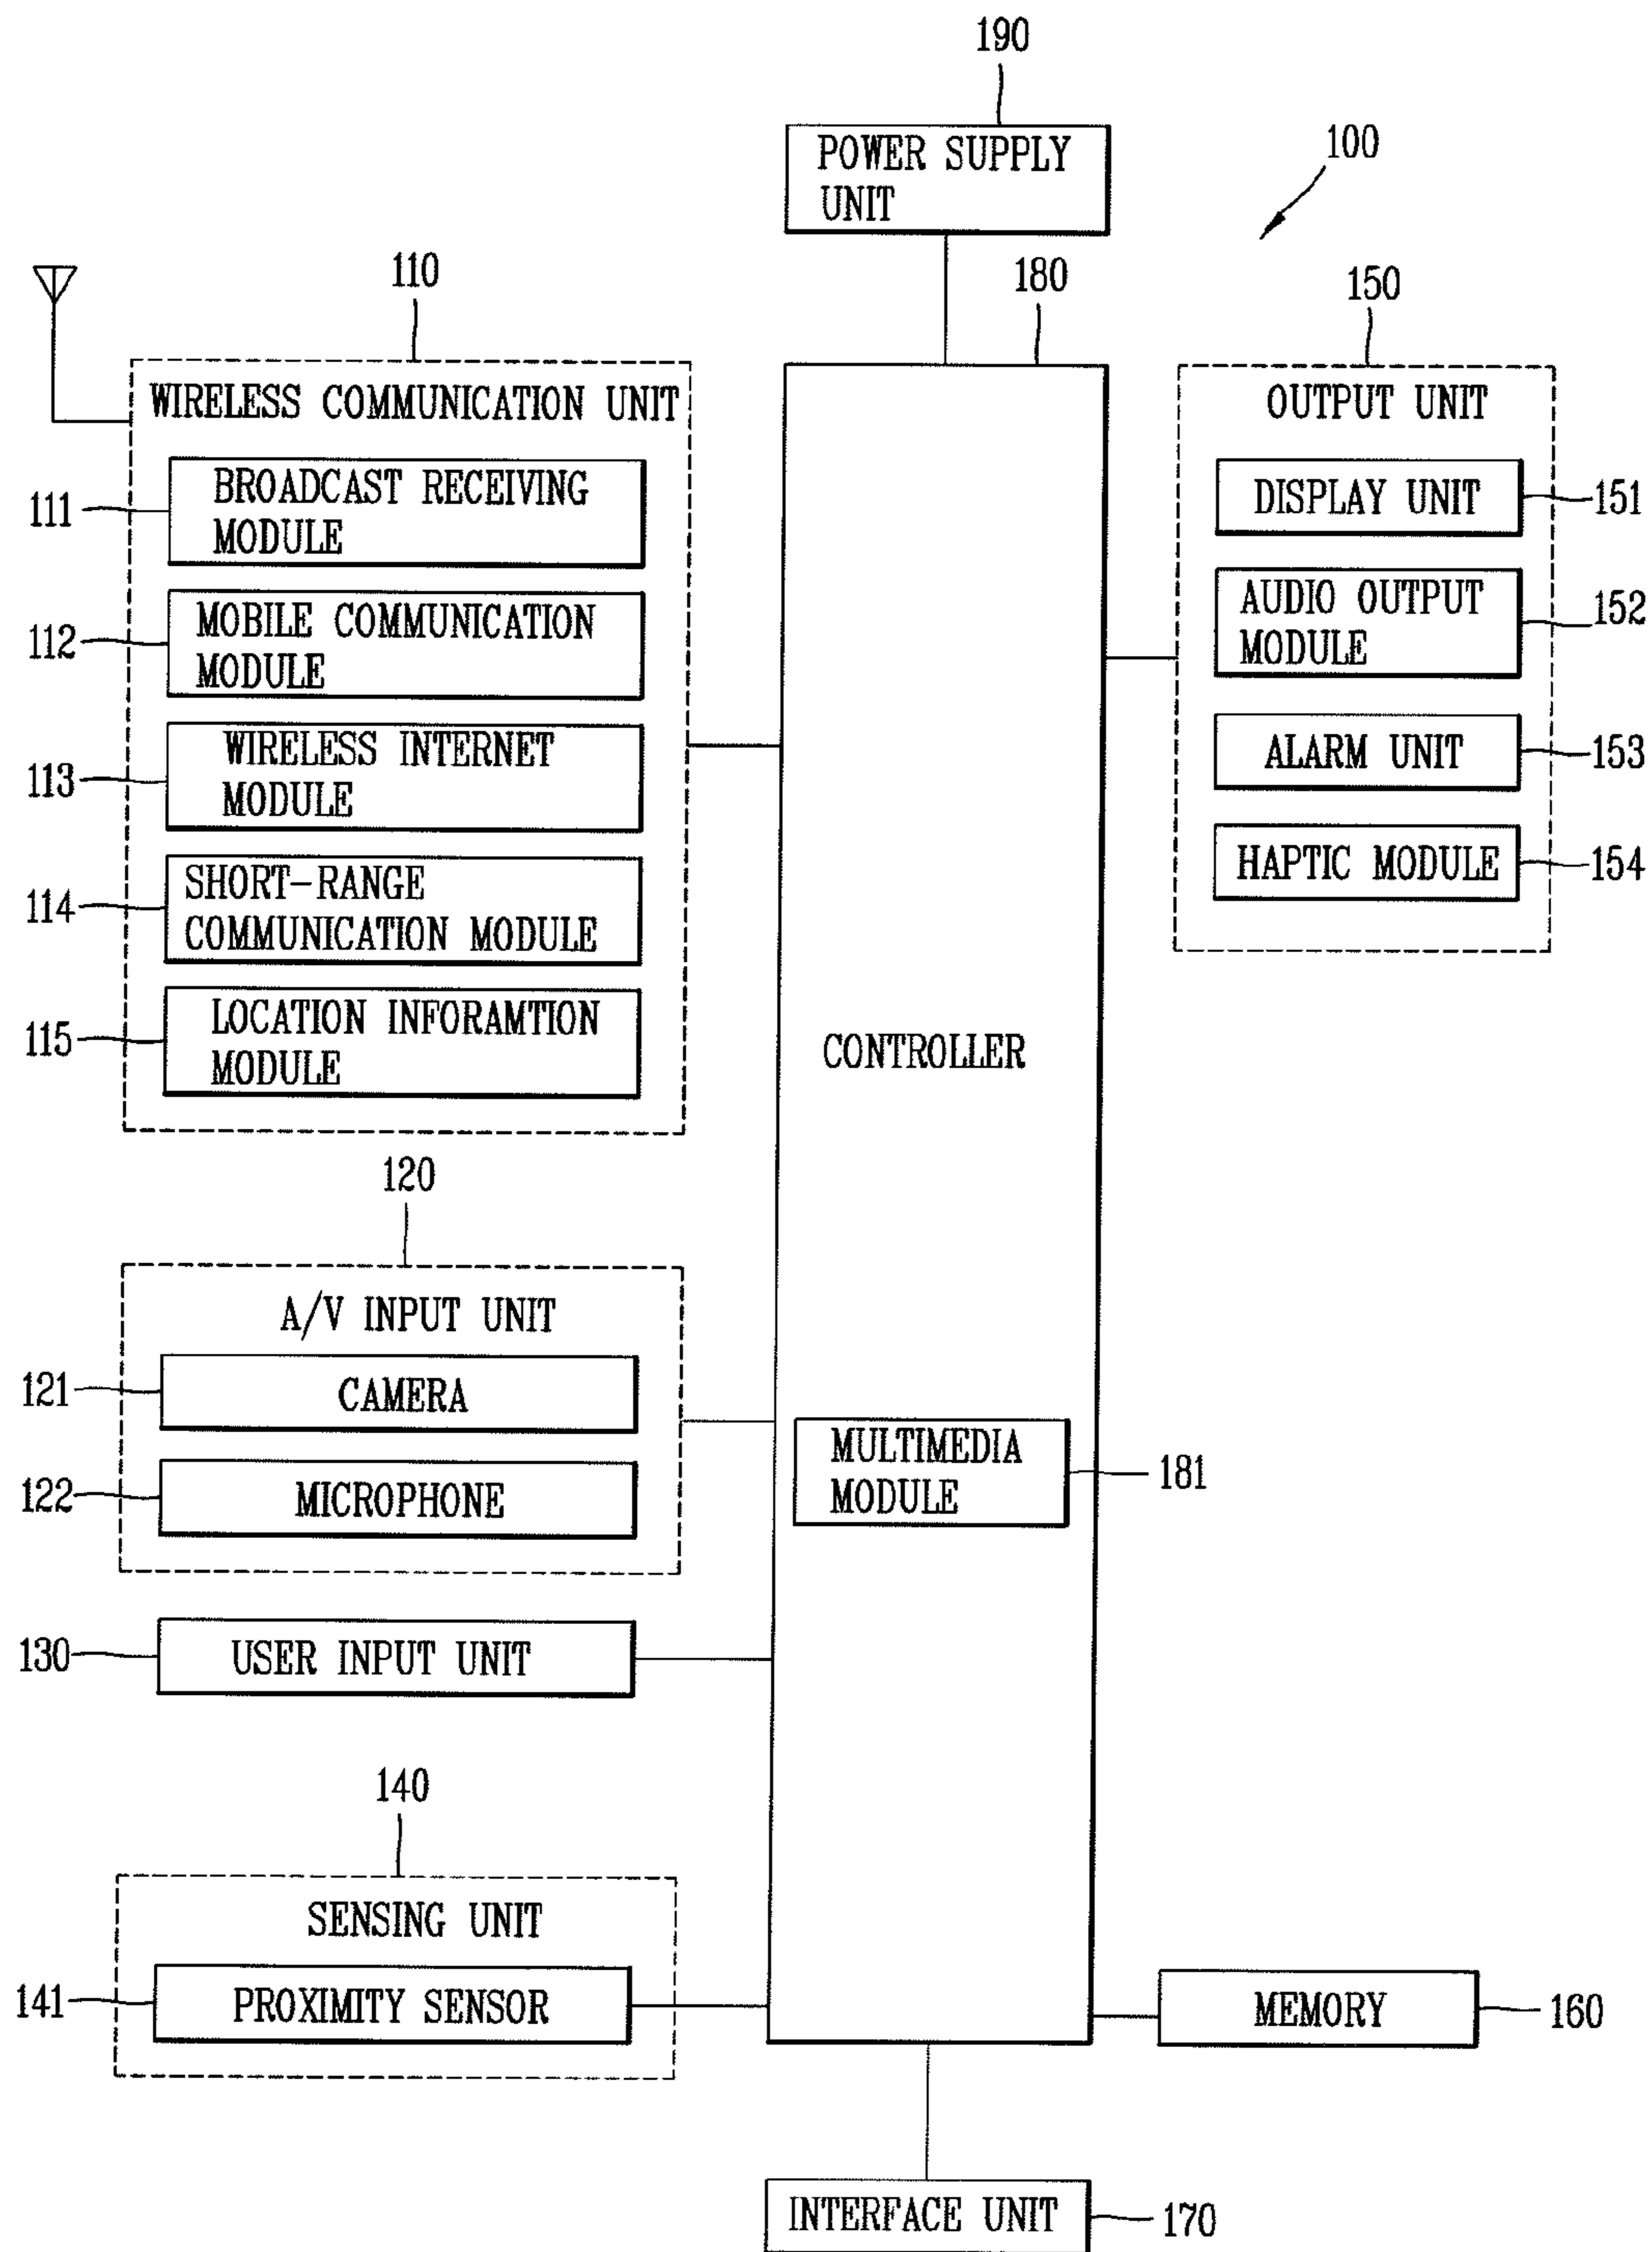 190
POWER SUPPLY
UNIT
100
110
180
150
WIRELESS COMMUNICATION UNIT
111
BROADCAST RECEIVING
MODULE
112
MOBILE COMMUNICATION
MODULE
113
WIRELESS INTERNET
MODULE
114
SHORT-RANGE
COMMUNICATION MODULE
115
LOCATION INFORAMTION
MODULE
OUTPUT UNIT
DISPLAY UNIT
151
AUDIO OUTPUT
MODULE
152
ALARM UNIT
153
HAPTIC MODULE
154
CONTROLLER
120
A/V INPUT UNIT
121
CAMERA
122
MICROPHONE
MULTIMEDIA
MODULE
181
130
USER INPUT UNIT
140
SENSING UNIT
141
PROXIMITY SENSOR
MEMORY
160
INTERFACE UNIT
170